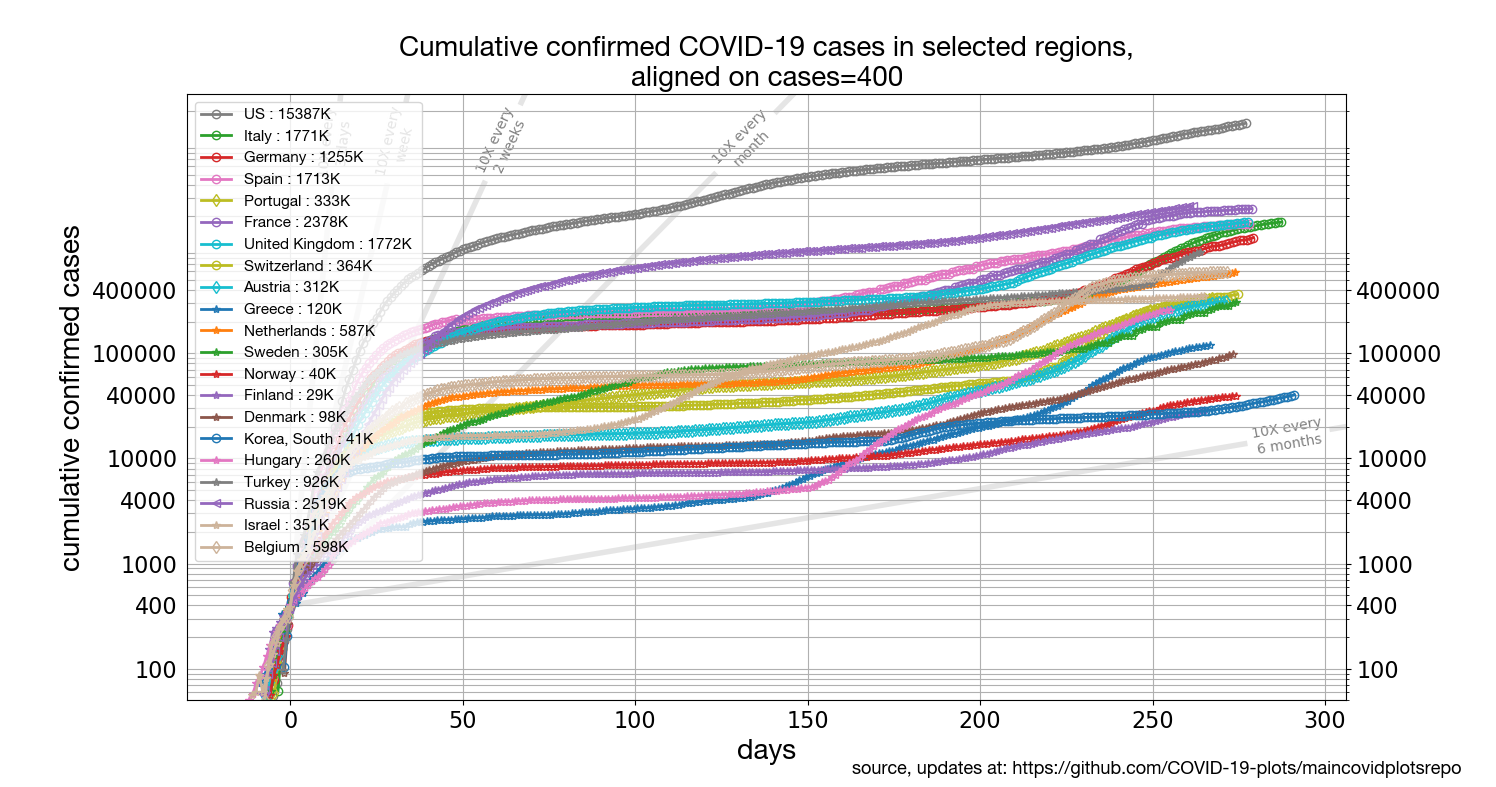 Cumulative confirmed COVID-19 cases in selected regions,
aligned on cases=400
US : 15387K
Italy : 1771K
Germany : 1255K
Spain : 1713K
Portugal : 333K
France : 2378K
United Kingdom : 1772K
Switzerland : 364K
Austria : 312K
Greece : 120K
Netherlands : 587K
Sweden : 305K
Norway : 40K
Finland : 29K
Denmark : 98K
Korea, South : 41K
Hungary : 260K
Turkey : 926K
Russia : 2519K
Israel : 351K
Belgium : 598K
days
10X every
week
10X every
2 weeks
10X every
month
10X every
6 months
cumulative confirmed cases
400000
100000
40000
10000
4000
1000
400
100
400000
100000
40000
10000
4000
1000
400
100
0
50
100
150
200
250
300
days
source, updates at: https://github.com/COVID-19-plots/maincovidplotsrepo